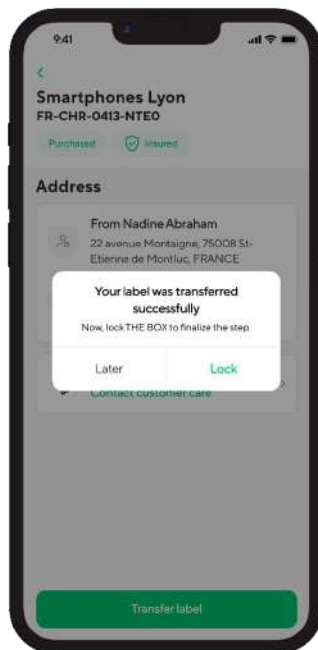 9:41
Smartphones Lyon
FR-CHR-0413-NTE0
Purchased
Insured
Address
From Nadine Abraham
22 avenue Montaigne, 75008 St-
Etienne de Montluc, FRANCE
Your label was transferred
successfully
Now, lock THE BOX to finalize the step
Later
Lock
Contact customer care
Transfer label